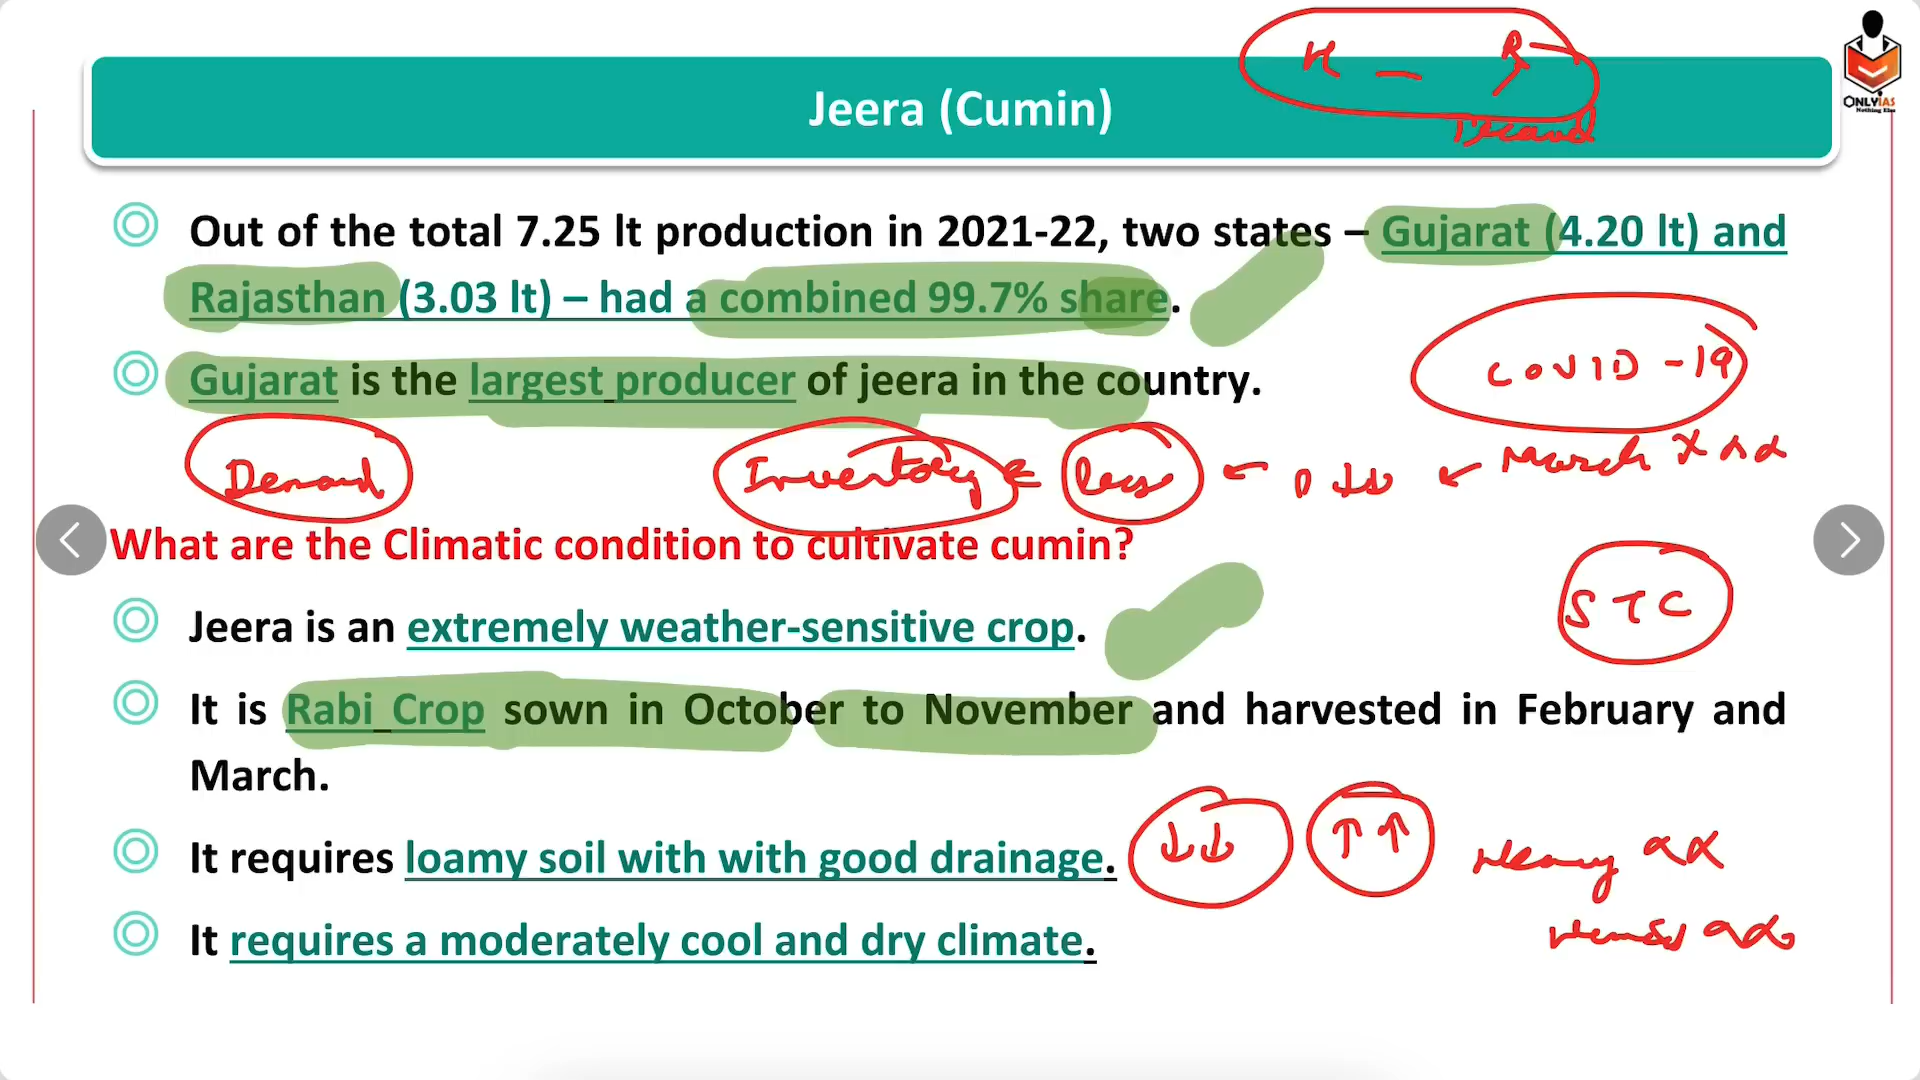 Jeera (Cumin)
ONLYIAS
Nothing Else
Out of the total 7.25 lt production in 2021-22, two states – Gujarat (4.20 lt) and
Rajasthan (3.03 lt) – had a combined 99.7% share.
Gujarat is the largest producer of jeera in the country.
COVID-19
Demand
Inventory
March
What are the Climatic condition to cultivate cumin?
STC
Jeera is an extremely weather-sensitive crop.
It is Rabi Crop sown in October to November and harvested in February and
March.
It requires loamy soil with with good drainage.
Heavy
It requires a moderately cool and dry climate.